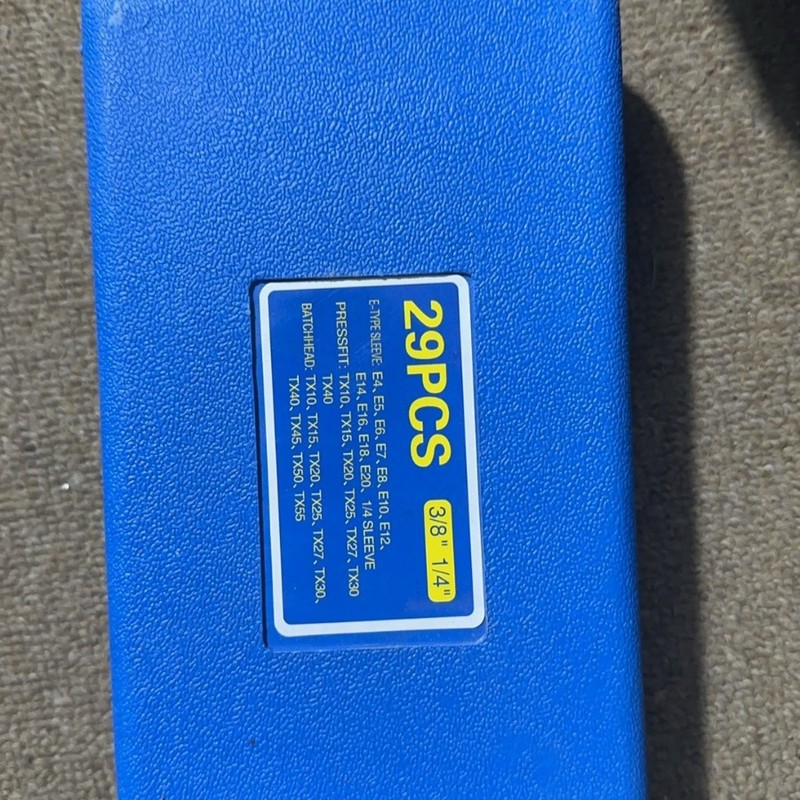 29PCS 3/8" 1/4"
E-TYPE SLEEVE: E4、E5、E6、E7、E8、E10、E12、
E14、E16、E18、E20、1/4 SLEEVE
PRESSFIT: TX10、TX15、TX20、TX25、TX27、TX30
TX40
BATCHHEAD: TX10、TX15、TX20、TX25、TX27、TX30、
TX40、TX45、TX50、TX55